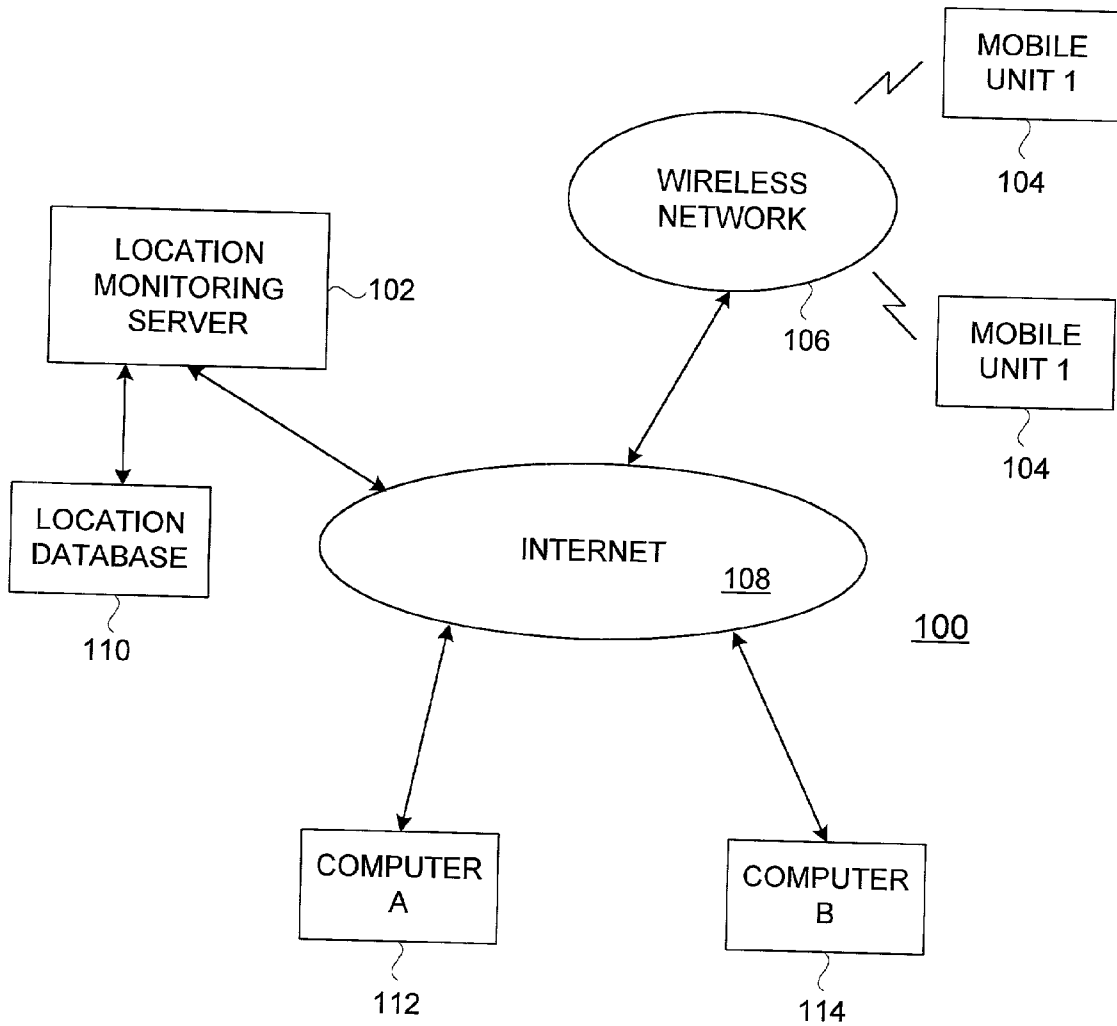 MOBILE
UNIT 1
104
WIRELESS
NETWORK
106
LOCATION
MONITORING
SERVER
102
MOBILE
UNIT 1
104
LOCATION
DATABASE
110
INTERNET
108
100
COMPUTER
A
112
COMPUTER
B
114